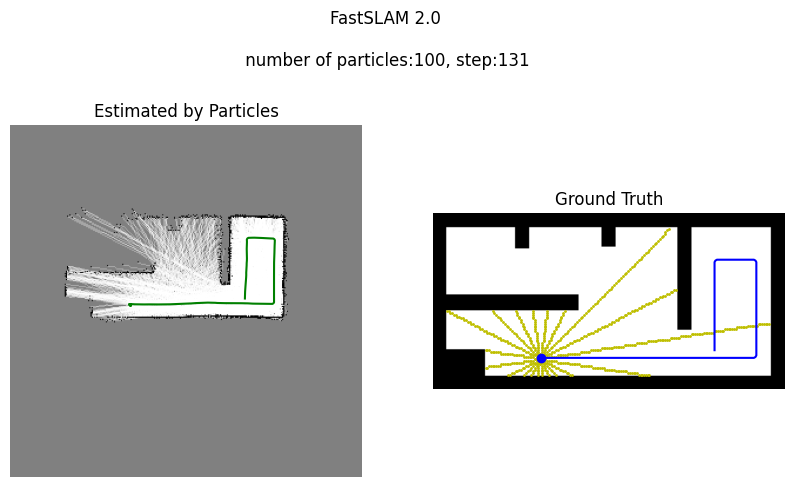 FastSLAM 2.0
number of particles:100, step:131
Estimated by Particles
Ground Truth